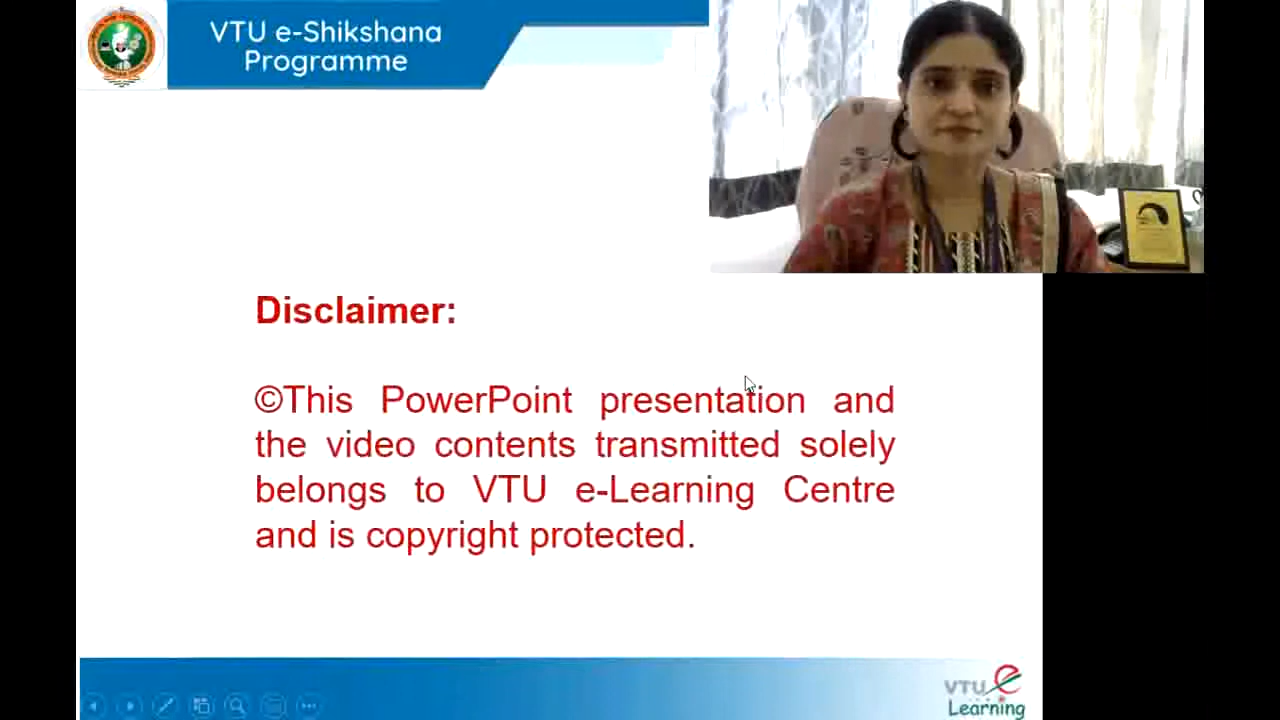 VTU e-Shikshana
Programme
Disclaimer:
©This PowerPoint presentation and
the video contents transmitted solely
belongs to VTU e-Learning Centre
and is copyright protected.
VTU e
Learning